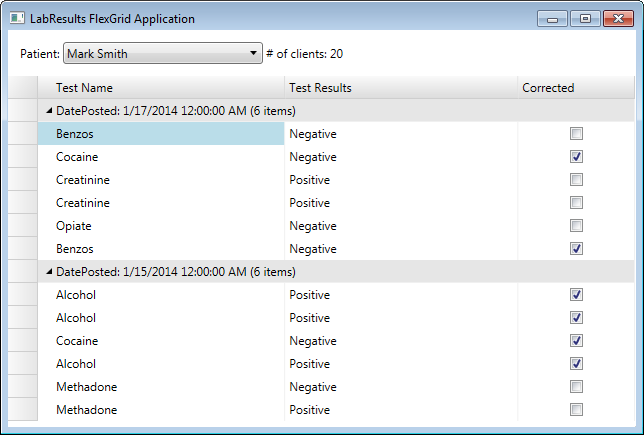 LabResults FlexGrid Application
Patient: Mark Smith # of clients: 20
Test Name Test Results Corrected
DatePosted: 1/17/2014 12:00:00 AM (6 items)
Benzos Negative
Cocaine Negative
Creatinine Positive
Creatinine Positive
Opiate Negative
Benzos Negative
DatePosted: 1/15/2014 12:00:00 AM (6 items)
Alcohol Positive
Alcohol Positive
Cocaine Negative
Alcohol Positive
Methadone Negative
Methadone Positive